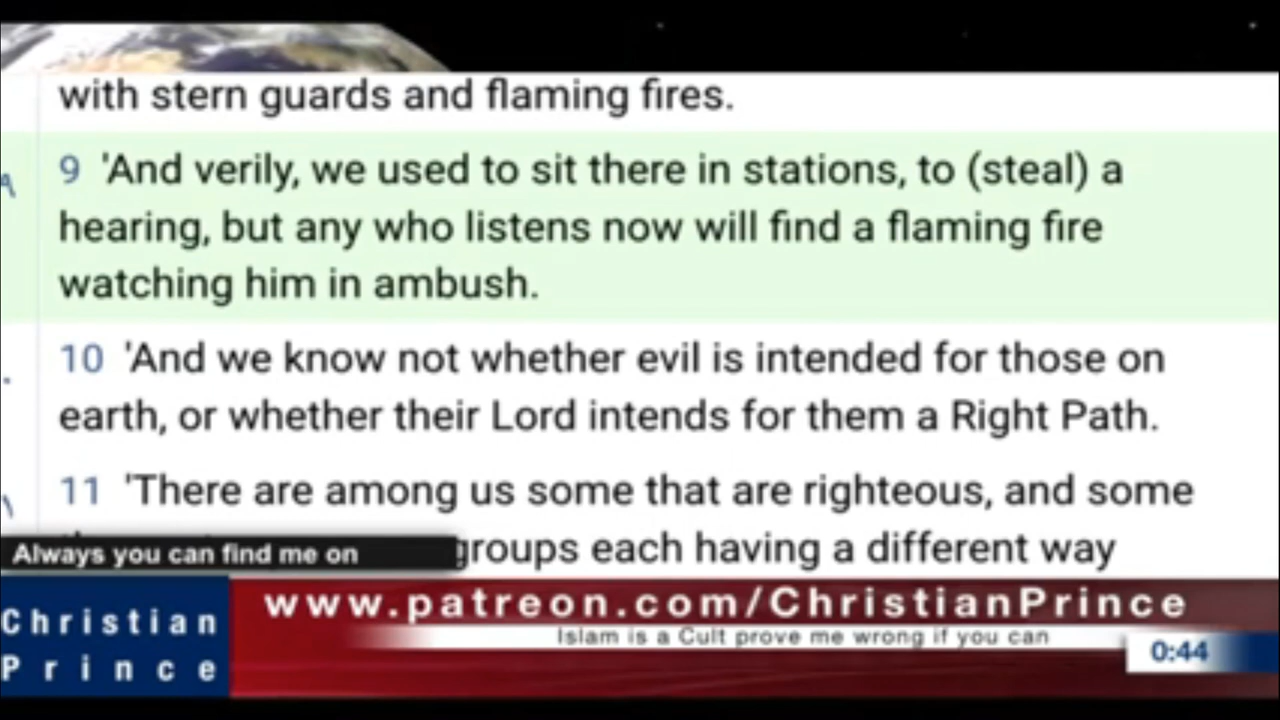 with stern guards and flaming fires.
9 'And verily, we used to sit there in stations, to (steal) a
hearing, but any who listens now will find a flaming fire
watching him in ambush.
10 'And we know not whether evil is intended for those on
earth, or whether their Lord intends for them a Right Path.
11 'There are among us some that are righteous, and some
groups each having a different way
Always you can find me on
Christian
Prince
www.patreon.com/ChristianPrince
Islam is a Cult prove me wrong if you can
0:44